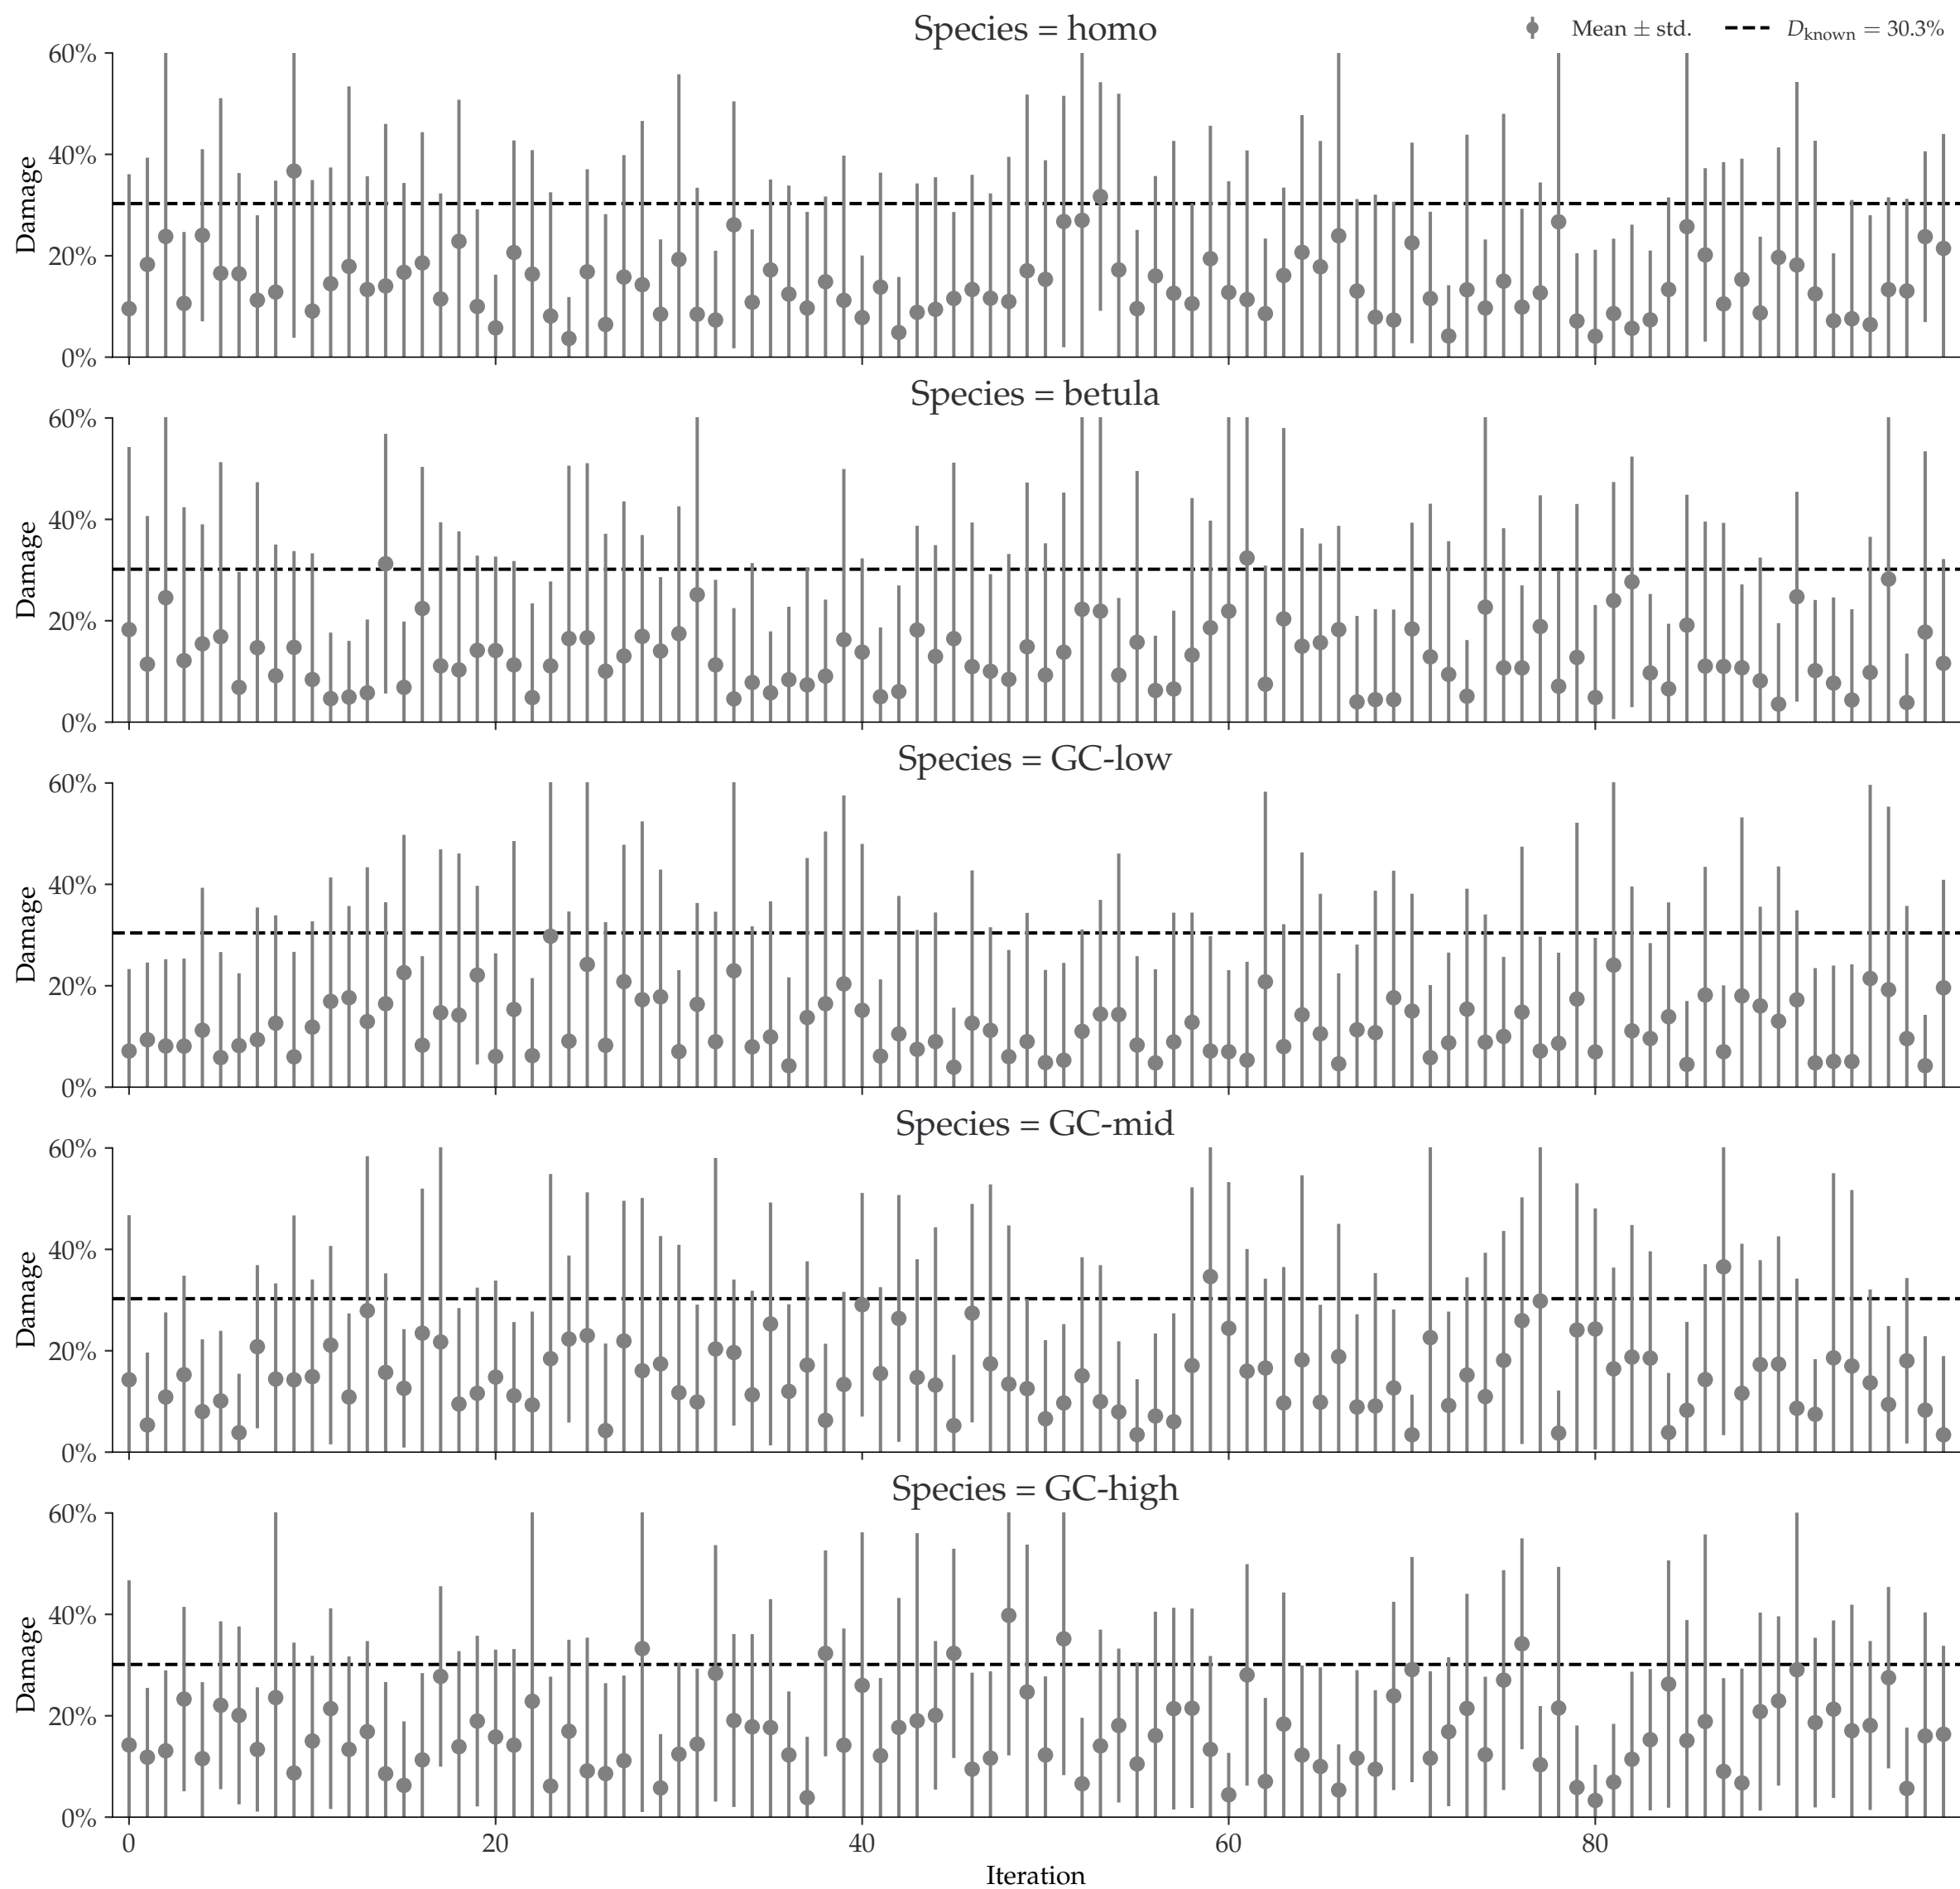 Species = homo
Mean ± std.
D_known = 30.3%
60%
40%
20%
0%
Damage
Species = betula
60%
40%
20%
0%
Damage
Species = GC-low
60%
40%
20%
0%
Damage
Species = GC-mid
60%
40%
20%
0%
Damage
Species = GC-high
60%
40%
20%
0%
Damage
0 20 40 60 80
Iteration